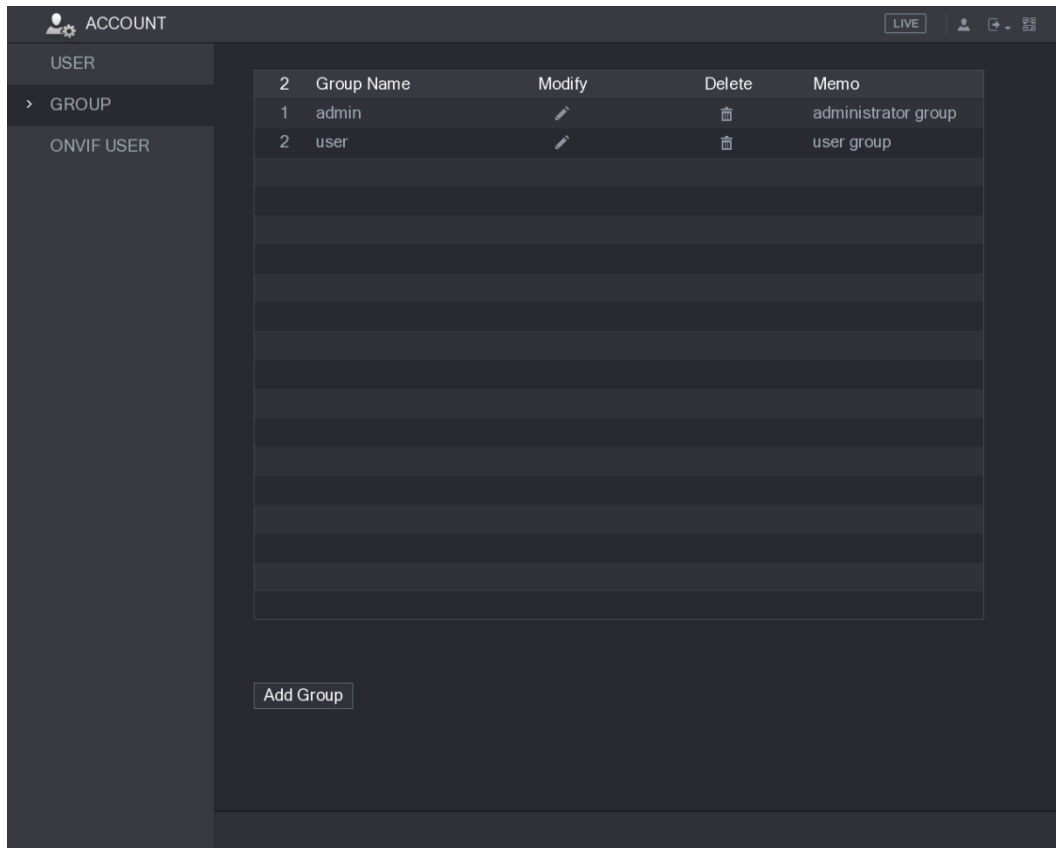 ACCOUNT LIVE
USER
GROUP
ONVIF USER
2 Group Name Modify Delete Memo
1 admin administrator group
2 user user group
Add Group